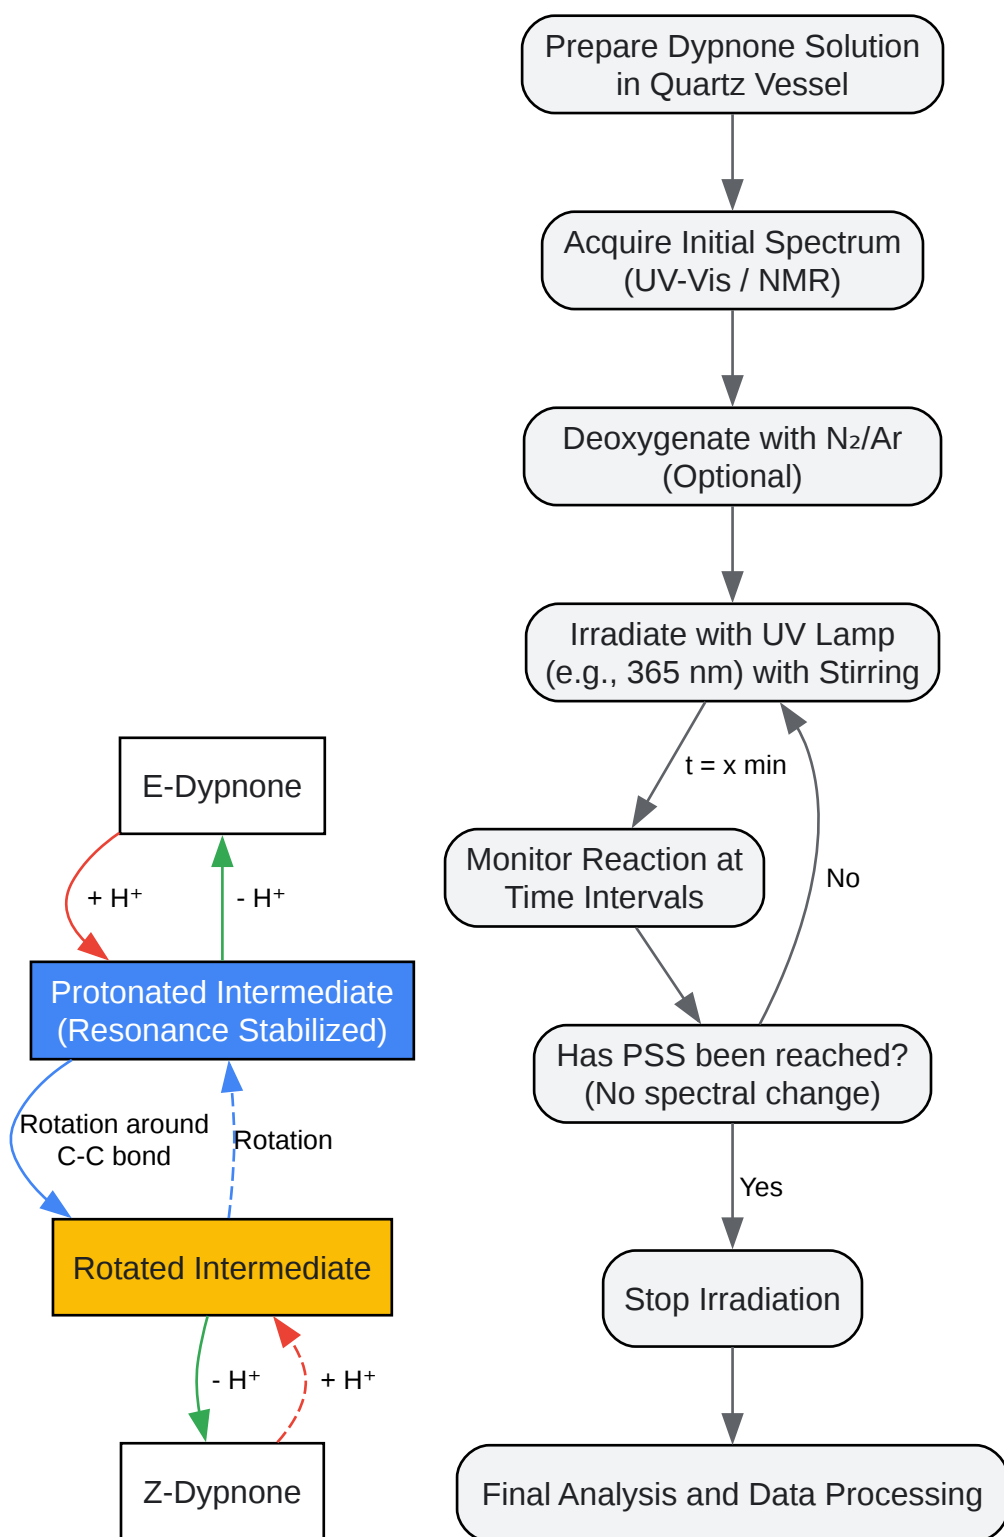 Prepare Dypnone Solution
in Quartz Vessel
Acquire Initial Spectrum
(UV-Vis / NMR)
Deoxygenate with N₂/Ar
(Optional)
Irradiate with UV Lamp
(e.g., 365 nm) with Stirring
t = x min
Monitor Reaction at
Time Intervals
No
Has PSS been reached?
(No spectral change)
Yes
Stop Irradiation
Final Analysis and Data Processing
E-Dypnone
+ H⁺
- H⁺
Protonated Intermediate
(Resonance Stabilized)
Rotation around
C-C bond
Rotation
Rotated Intermediate
- H⁺
+ H⁺
Z-Dypnone